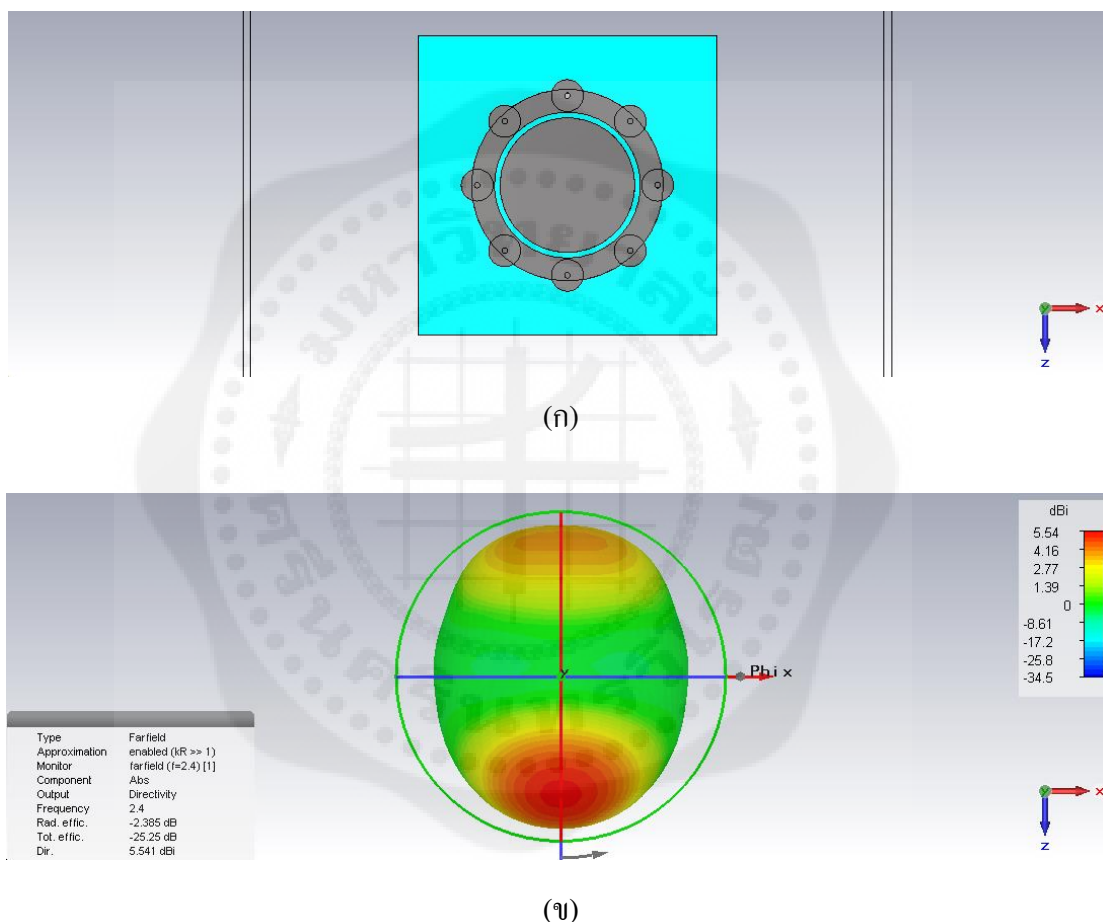 x
z
(ก)
dBi
5.54
4.16
2.77
1.39
0
-8.61
-17.2
-25.8
-34.5
y
Phi x
Type Farfield
Approximation enabled (kR >> 1)
Monitor farfield (f=2.4) [1]
Component Abs
Output Directivity
Frequency 2.4
Rad. effic. -2.385 dB
Tot. effic. -25.25 dB
Dir. 5.541 dBi
x
z
(ข)